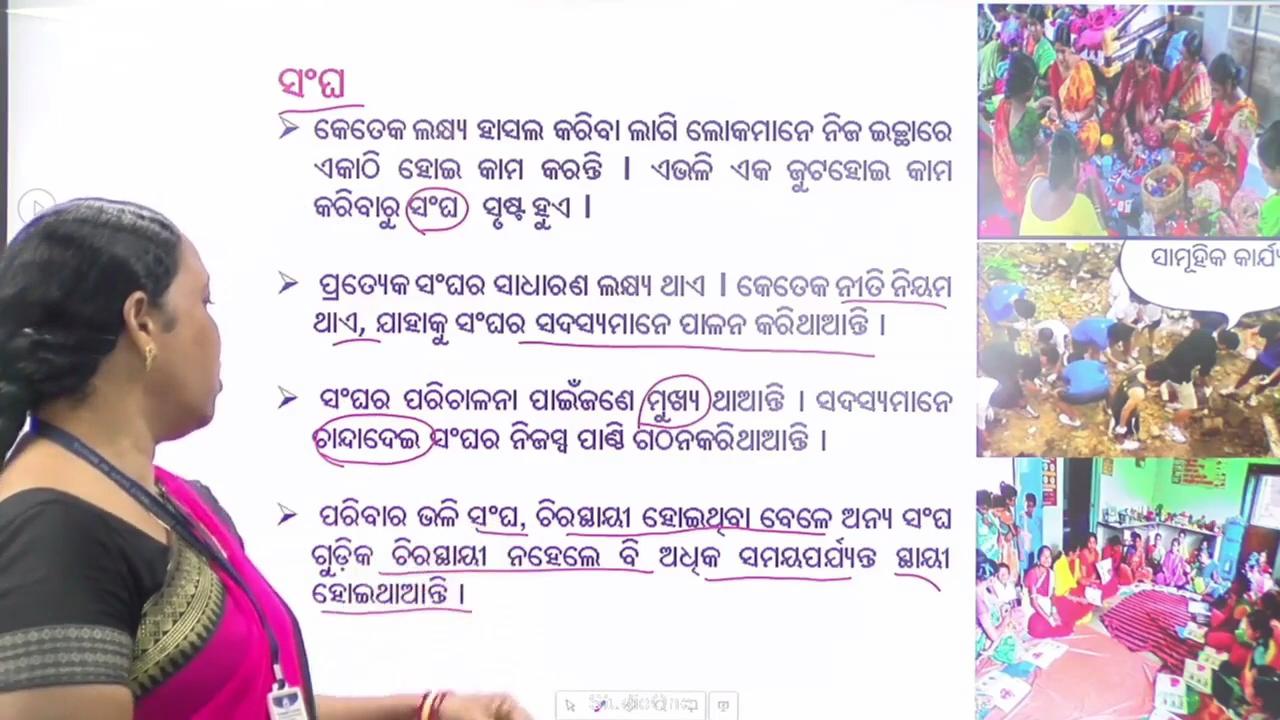 ସଂଘ
➢ କେତେକ ଲକ୍ଷ୍ୟ ହାସଲ କରିବା ଲାଗି ଲୋକମାନେ ନିଜ ଇଚ୍ଛାରେ
ଏକାଠି ହୋଇ କାମ କରନ୍ତି । ଏଭଳି ଏକ ଜୁଟହୋଇ କାମ
କରିବାରୁ ସଂଘ ସୃଷ୍ଟ ହୁଏ ।
➢ ପ୍ରତ୍ୟେକ ସଂଘର ସାଧାରଣ ଲକ୍ଷ୍ୟ ଥାଏ । କେତେକ ନୀତି ନିୟମ
ଥାଏ, ଯାହାକୁ ସଂଘର ସଦସ୍ୟମାନେ ପାଳନ କରିଥାଆନ୍ତି ।
➢ ସଂଘର ପରିଚାଳନା ପାଇଁଜଣେ ମୁଖ୍ୟ ଥାଆନ୍ତି । ସଦସ୍ୟମାନେ
ଚାନ୍ଦାଦେଇ ସଂଘର ନିଜସ୍ୱ ପାଣ୍ଠି ଗଠନକରିଥାଆନ୍ତି ।
➢ ପରିବାର ଭଳି ସଂଘ, ଚିରସ୍ଥାୟୀ ହୋଇଥିବା ବେଳେ ଅନ୍ୟ ସଂଘ
ଗୁଡ଼ିକ ଚିରସ୍ଥାୟୀ ନହେଲେ ବି ଅଧିକ ସମୟପର୍ଯ୍ୟନ୍ତ ସ୍ଥାୟୀ
ହୋଇଥାଆନ୍ତି ।
ସାମୂହିକ କାର୍ଯ୍ୟ